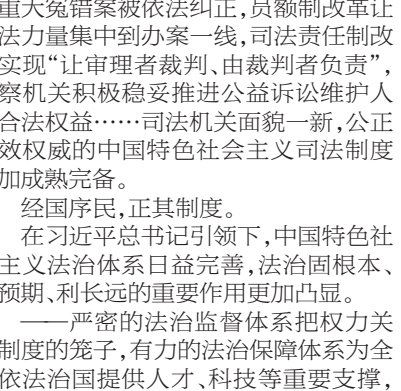 重大冤错案被依法纠正，员额制改革让
法力量集中到办案一线，司法责任制改
实现“让审理者裁判、由裁判者负责”，
察机关积极稳妥推进公益诉讼维护人
合法权益……司法机关面貌一新，公正
效权威的中国特色社会主义司法制度
加成熟完备。
经国序民，正其制度。
在习近平总书记引领下，中国特色社
主义法治体系日益完善，法治固根本、
预期、利长远的重要作用更加凸显。
——严密的法治监督体系把权力关
制度的笼子，有力的法治保障体系为全
依法治国提供人才、科技等重要支撑，